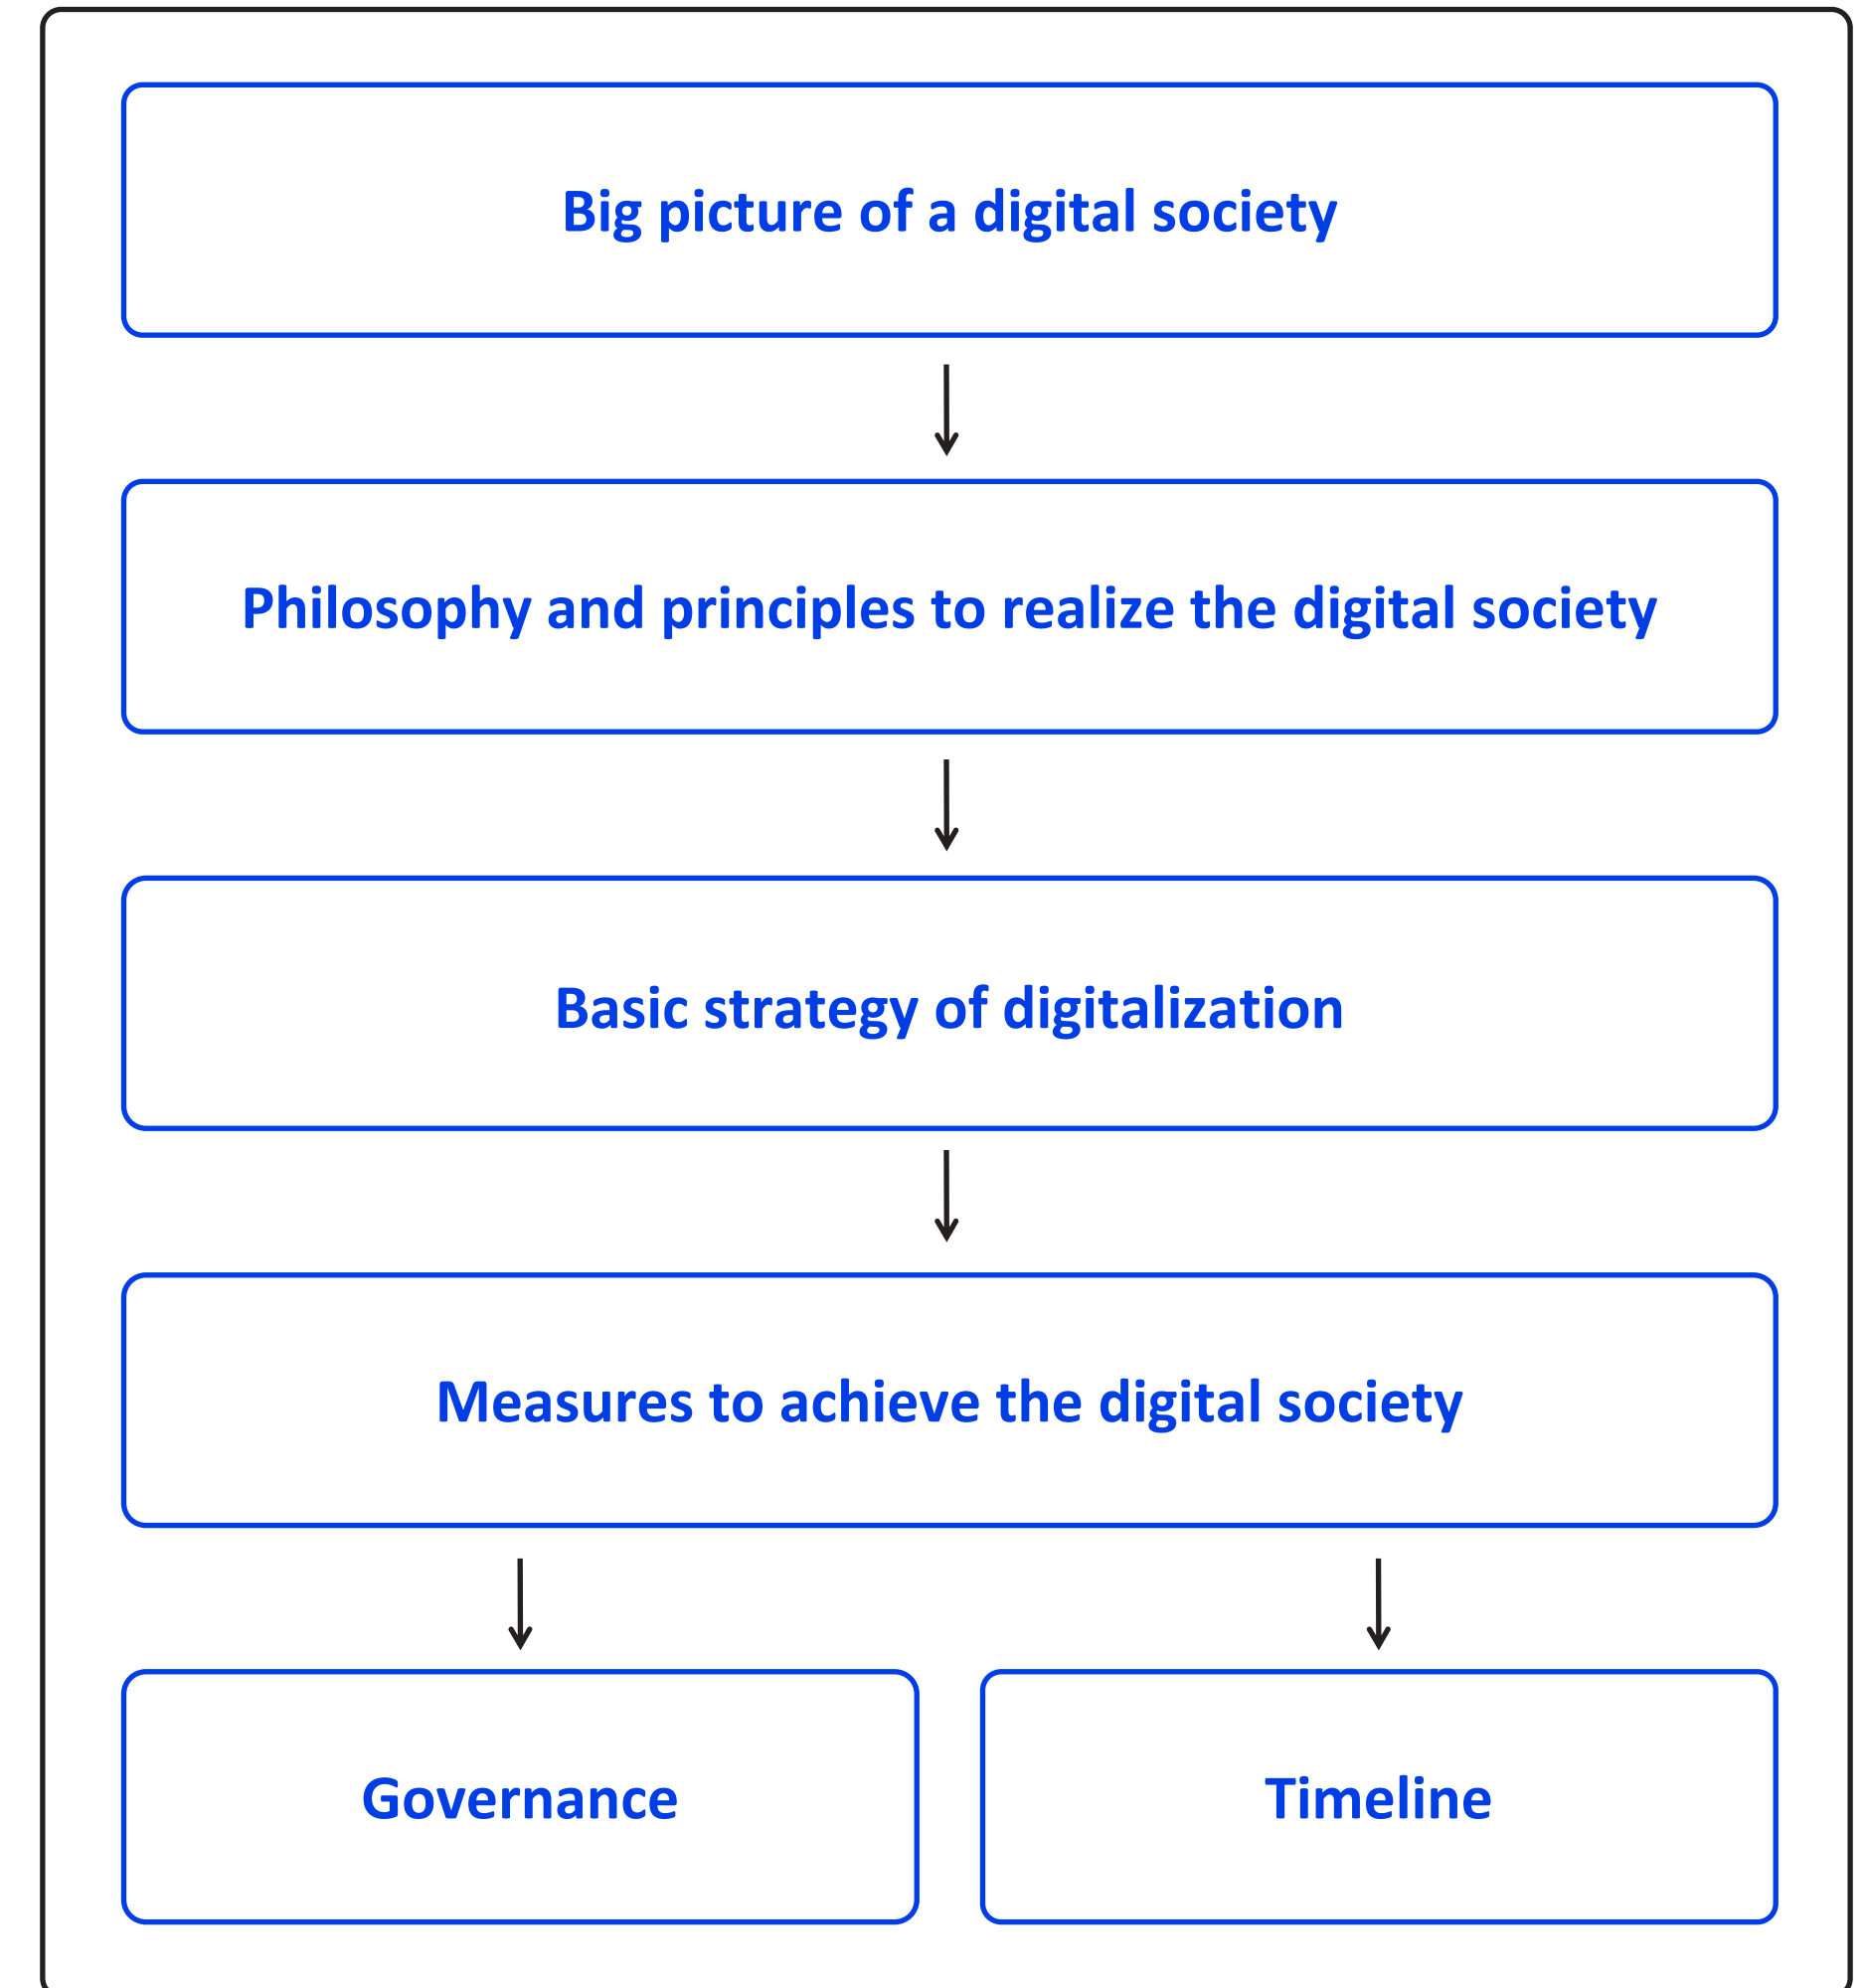 Big picture of a digital society
Philosophy and principles to realize the digital society
Basic strategy of digitalization
Measures to achieve the digital society
Governance
Timeline